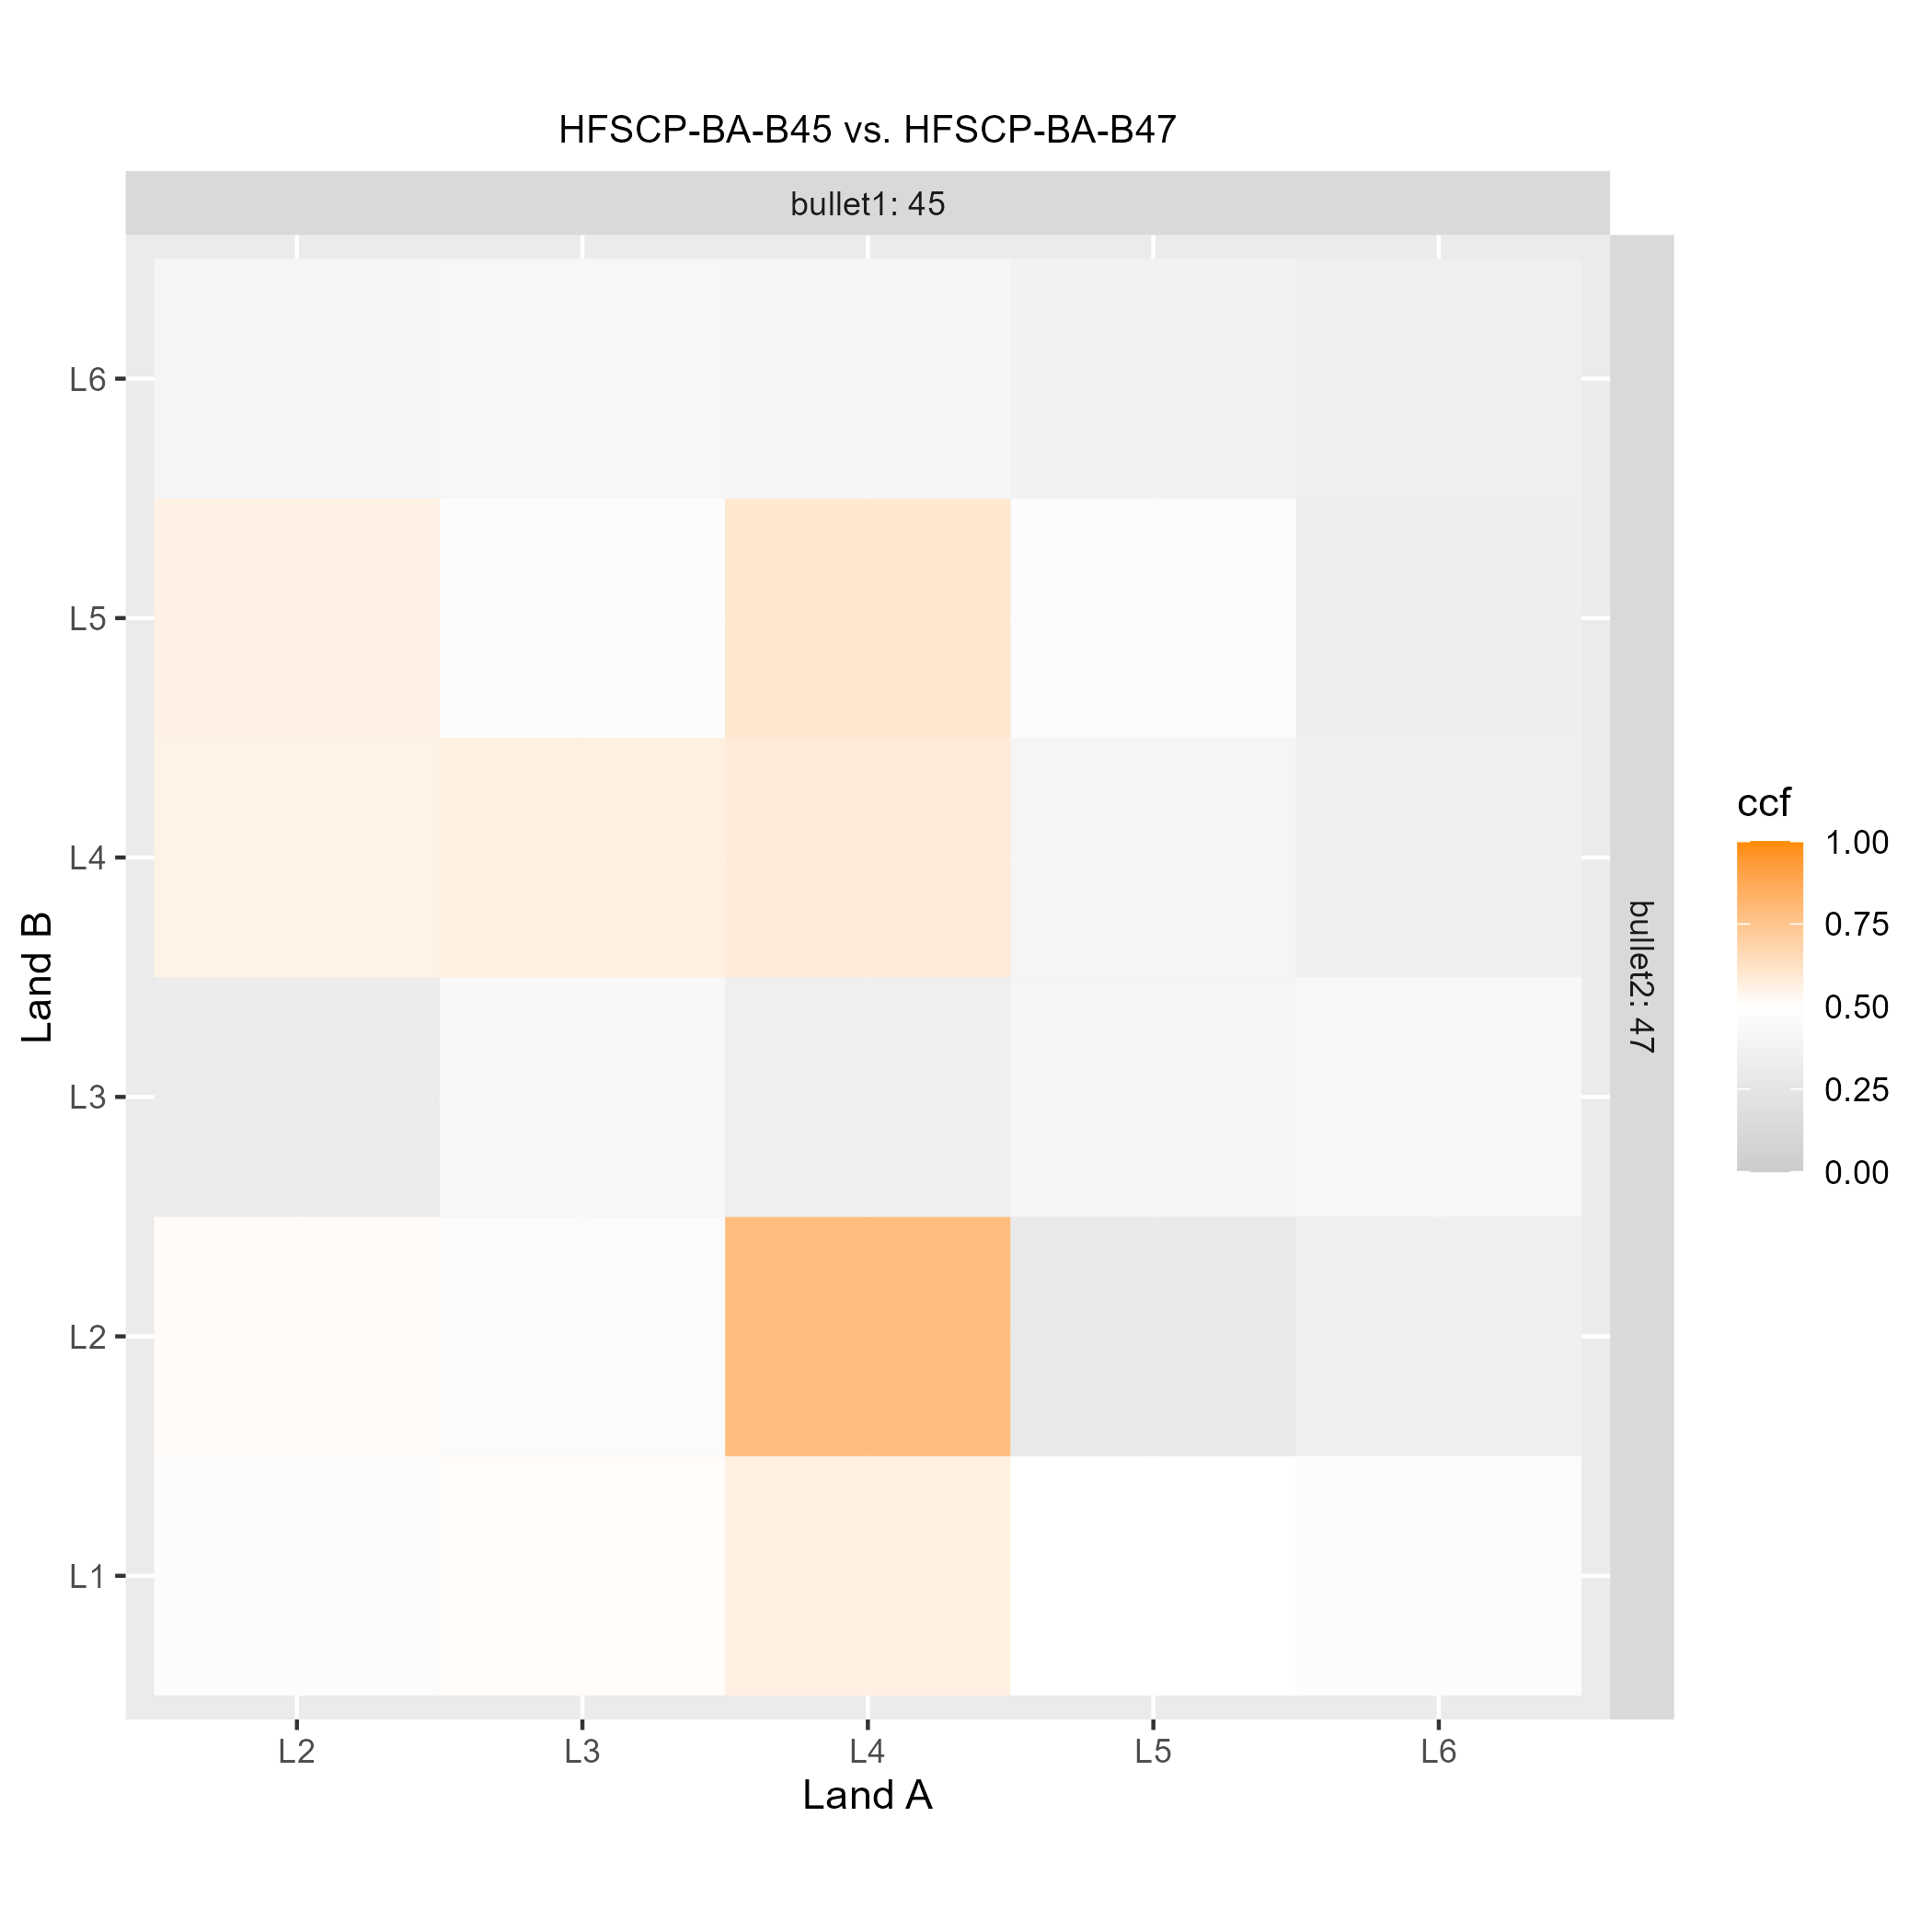 HFSCP-BA-B45 vs. HFSCP-BA-B47
bullet1: 45
bullet2: 47
L6
L5
L4
L3
L2
L1
Land B
L2
L3
L4
L5
L6
Land A
ccf
1.00
0.75
0.50
0.25
0.00